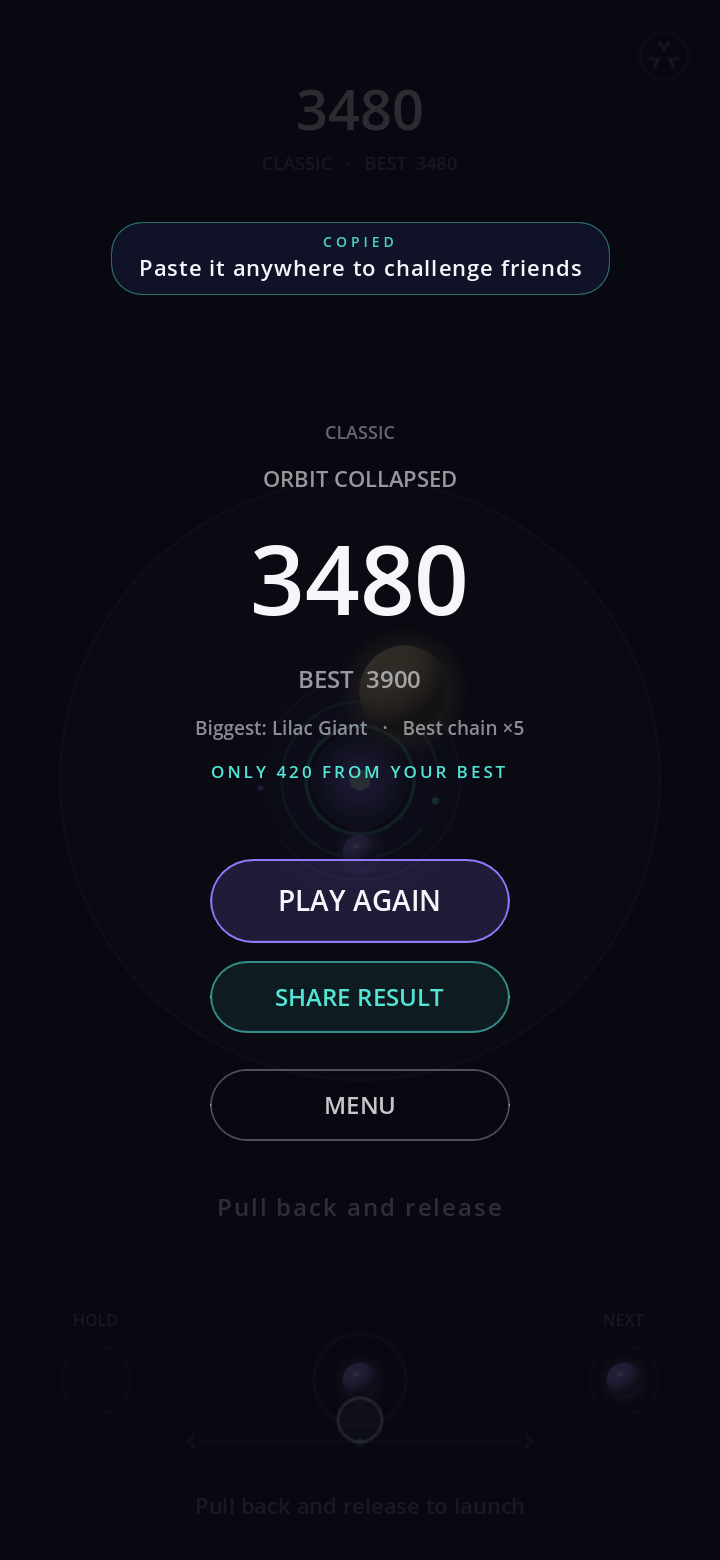 3480
CLASSIC · BEST 3480
COPIED
Paste it anywhere to challenge friends
CLASSIC
ORBIT COLLAPSED
3480
BEST 3900
Biggest: Lilac Giant · Best chain ×5
ONLY 420 FROM YOUR BEST
PLAY AGAIN
SHARE RESULT
MENU
Pull back and release
HOLD
NEXT
Pull back and release to launch